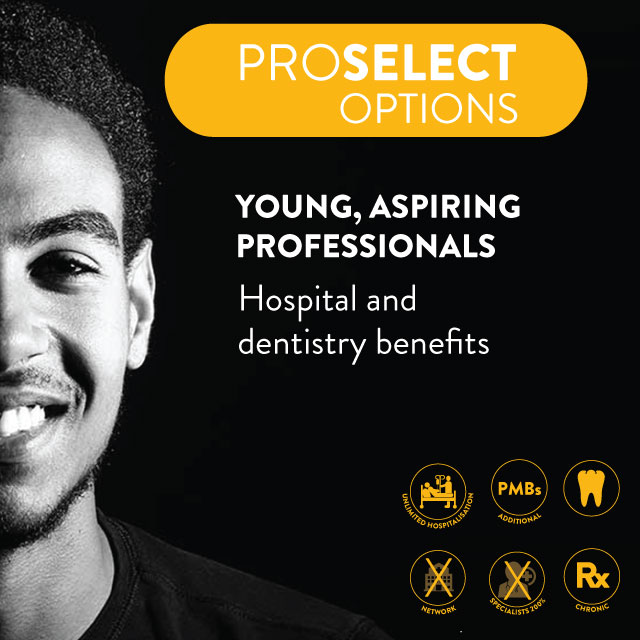 PROSELECT
OPTIONS
YOUNG, ASPIRING
PROFESSIONALS
Hospital and
dentistry benefits
UNLIMITED HOSPITALISATION
PMBs
ADDITIONAL
NETWORK
SPECIALISTS 200%
Rx
CHRONIC